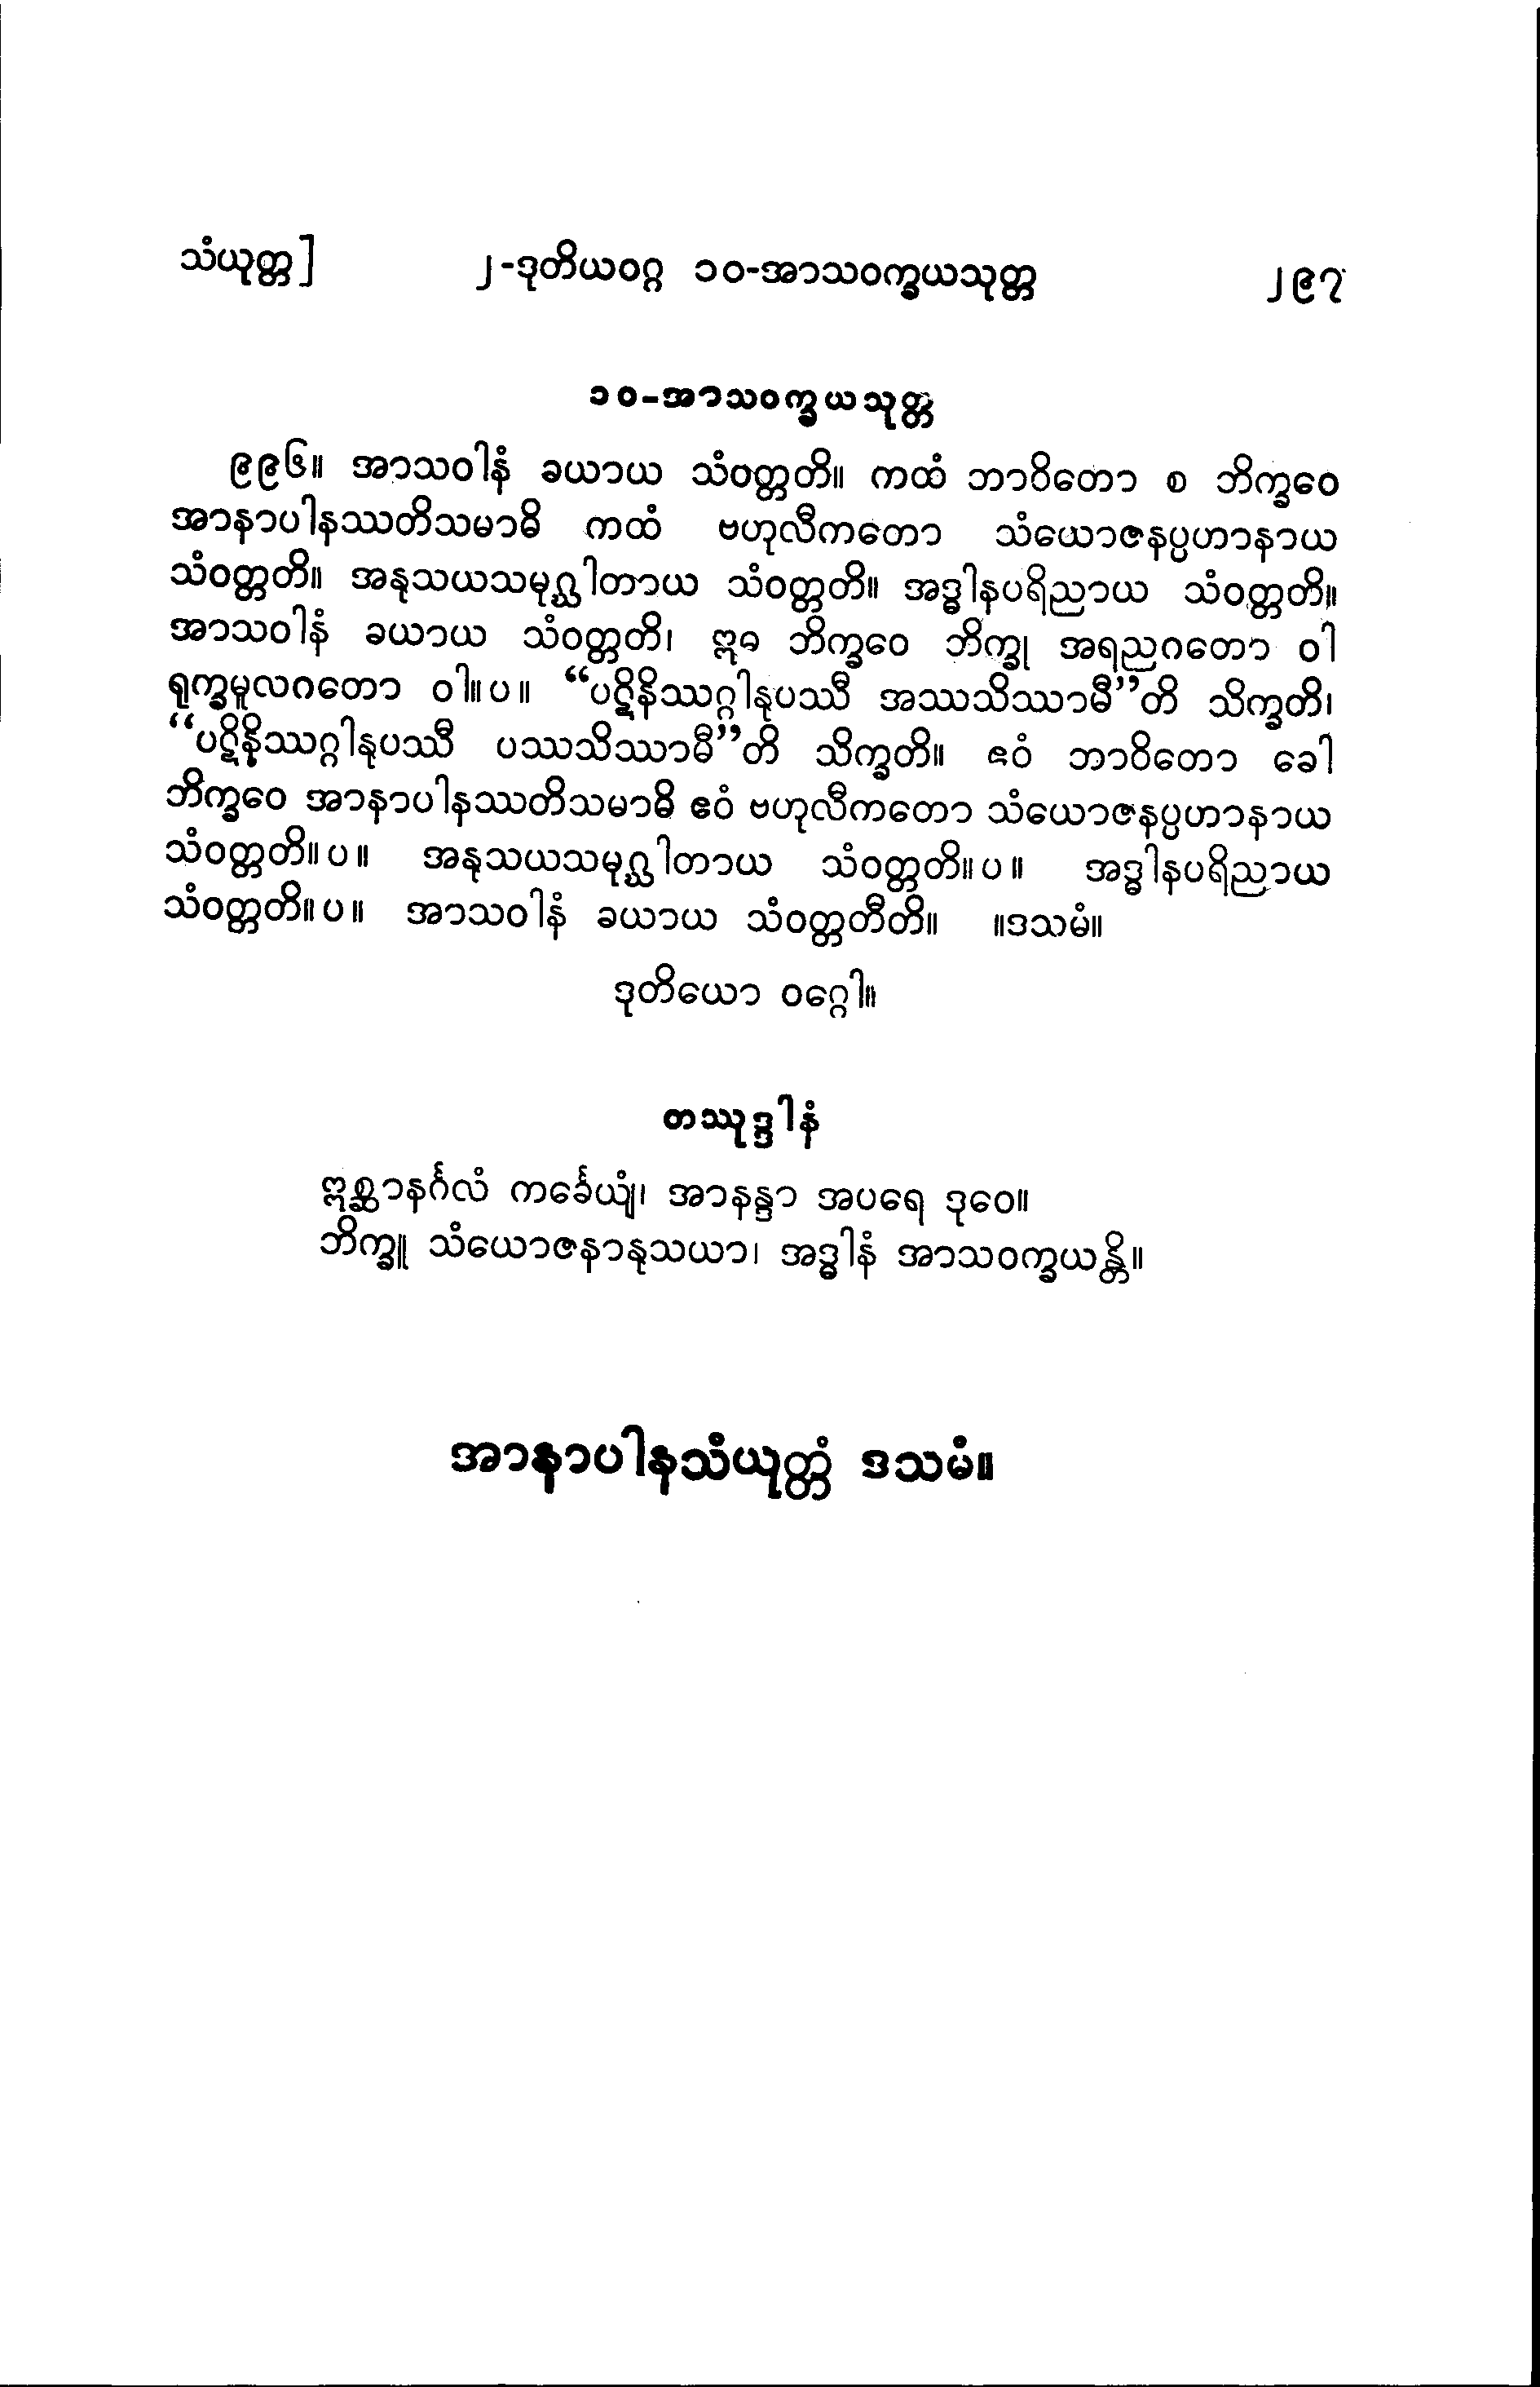 သံယုတ္တ]	၂-ဒုတိယဝဂ္ဂ ၁၀-အာသဝက္ခယသုတ္တ	၂၉၇
၁၀-အာသဝက္ခယသုတ္တ
၉၉၆။ အာသဝါနံ ခယာယ သံဝတ္တတိ။ ကထံ ဘာဝိတော စ ဘိက္ခဝေ
အာနာပါနဿတိသမာဓိ ကထံ ဗဟုလီကတော သံယောဇနပ္ပဟာနာယ
သံဝတ္တတိ။ အနုသယသမုဂ္ဃါတာယ သံဝတ္တတိ။ အဒ္ဓါနပရိညာယ သံဝတ္တတိ။
အာသဝါနံ ခယာယ သံဝတ္တတိ၊ ဣဓ ဘိက္ခဝေ ဘိက္ခု အရညဂတော ဝါ
ရုက္ခမူလဂတော ဝါ။ပ။ “ပဋိနိဿဂ္ဂါနုပဿီ အဿသိဿာမီ”တိ သိက္ခတိ၊
“ပဋိနိဿဂ္ဂါနုပဿီ ပဿသိဿာမီ”တိ သိက္ခတိ။ ဧဝံ ဘာဝိတော ခေါ
ဘိက္ခဝေ အာနာပါနဿတိသမာဓိ ဧဝံ ဗဟုလီကတော သံယောဇနပ္ပဟာနာယ
သံဝတ္တတိ။ပ။ အနုသယသမုဂ္ဃါတာယ သံဝတ္တတိ။ပ။ အဒ္ဓါနပရိညာယ
သံဝတ္တတိ။ပ။ အာသဝါနံ ခယာယ သံဝတ္တတီတိ။ ။ဒသမံ။
ဒုတိယော ဝဂ္ဂေါ။
တဿုဒ္ဒါနံ
ဣစ္ဆာနင်္ဂလံ ကင်္ခေယျံ၊ အာနန္ဒာ အပရေ ဒုဝေ။
ဘိက္ခူ သံယောဇနာနုသယာ၊ အဒ္ဓါနံ အာသဝက္ခယန္တိ။
အာနာပါနသံယုတ္တံ ဒသမံ။